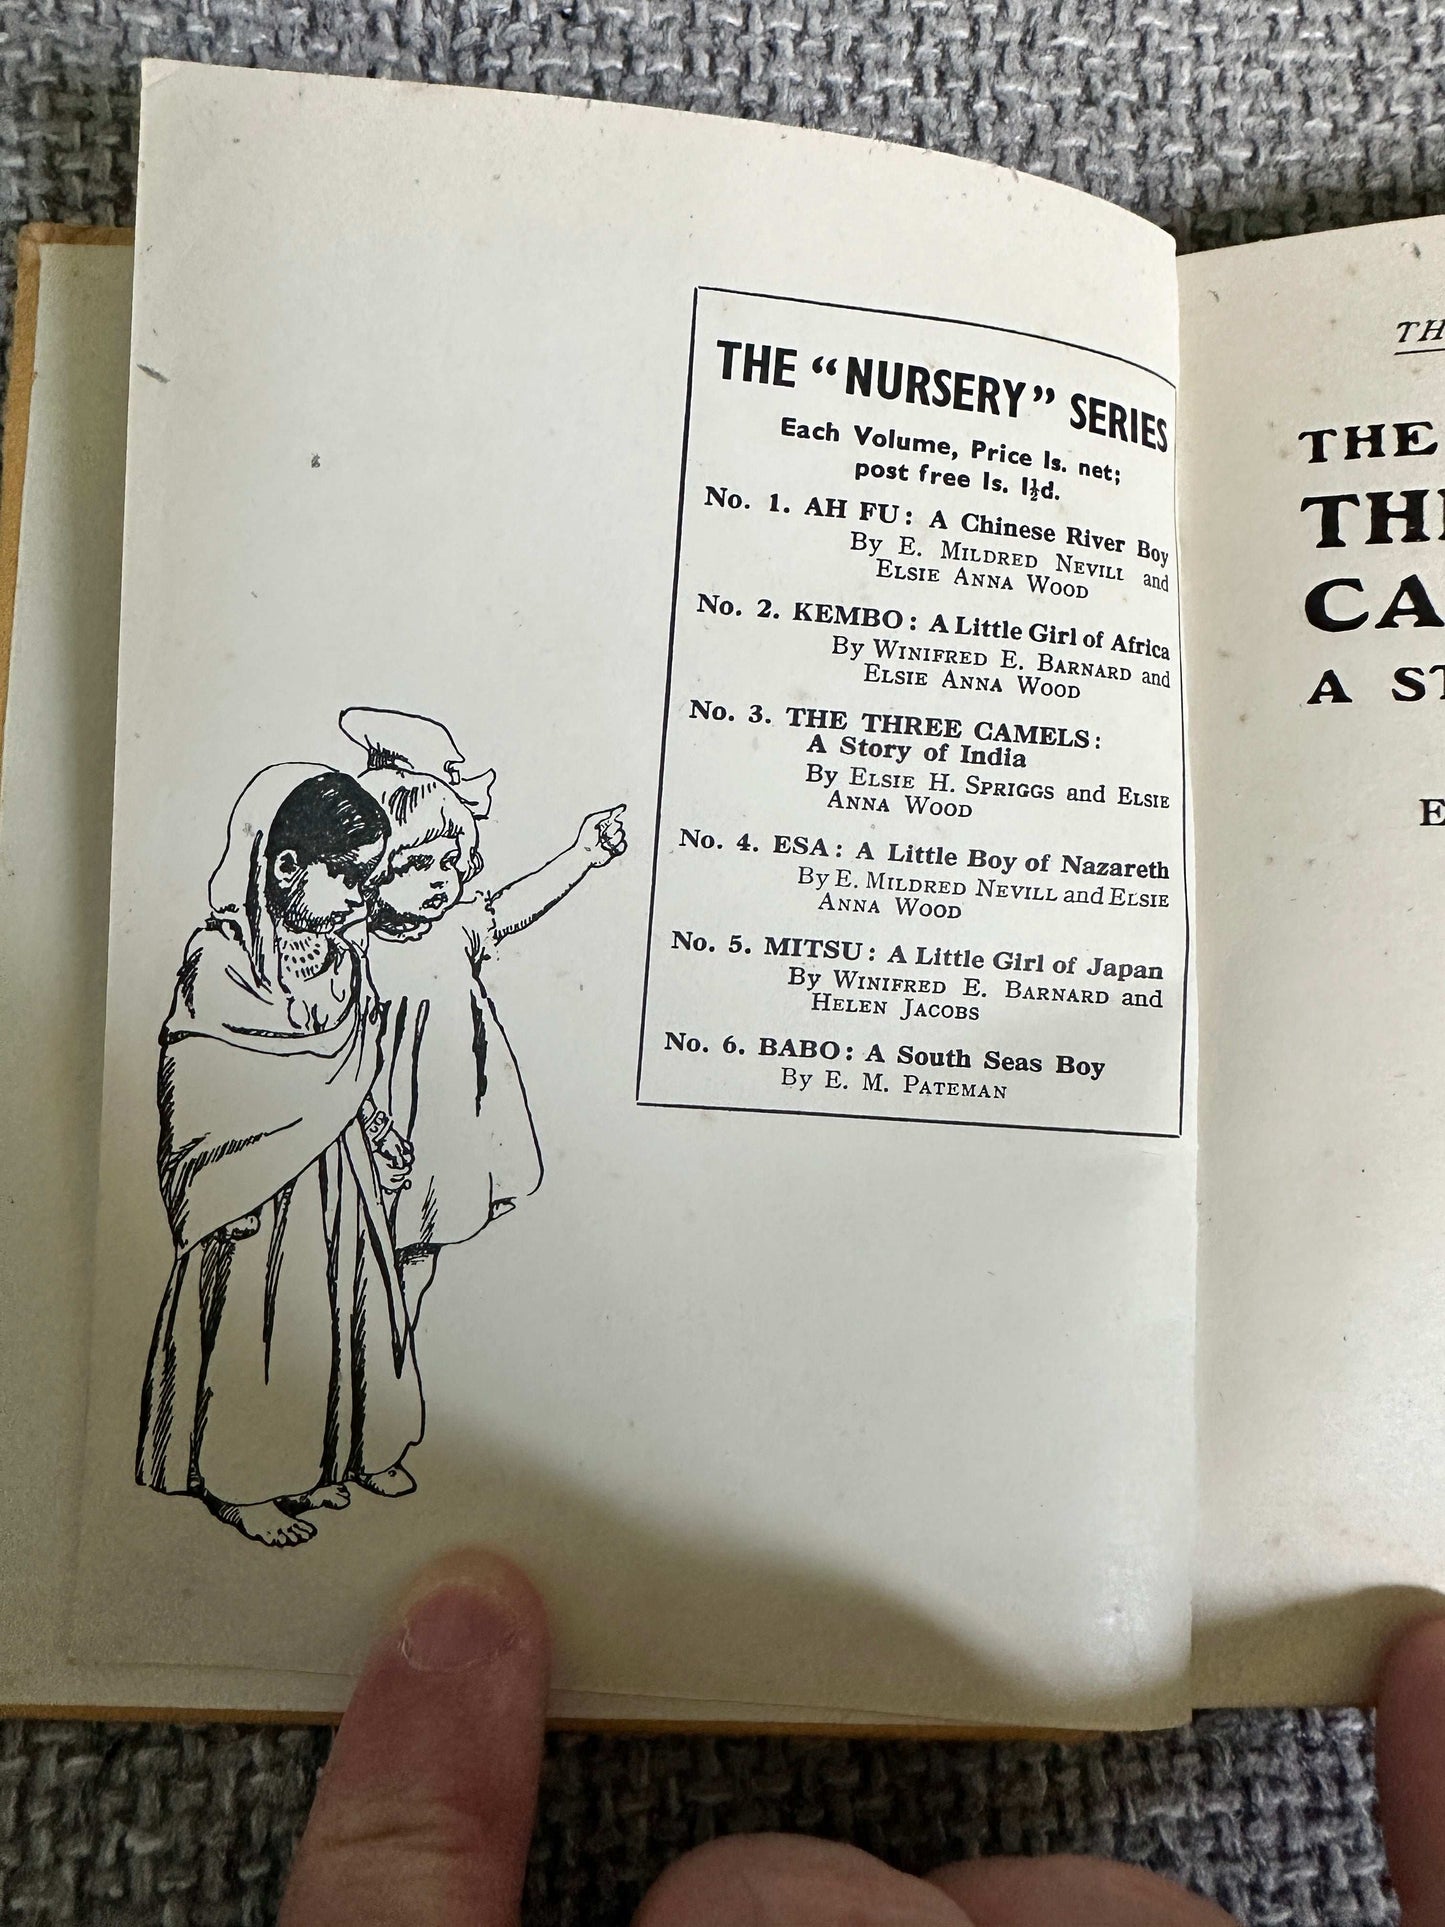 THE “NURSERY” SERIES
Each Volume, Price 1s. net;
post free 1s. 1½d.
No. 1. AH FU: A Chinese River Boy
By E. MILDRED NEVILL and
ELSIE ANNA WOOD
No. 2. KEMBO: A Little Girl of Africa
By WINIFRED E. BARNARD and
ELSIE ANNA WOOD
No. 3. THE THREE CAMELS:
A Story of India
By ELSIE H. SPRIGGS and ELSIE
ANNA WOOD
No. 4. ESA: A Little Boy of Nazareth
By E. MILDRED NEVILL and ELSIE
ANNA WOOD
No. 5. MITSU: A Little Girl of Japan
By WINIFRED E. BARNARD and
HELEN JACOBS
No. 6. BABO: A South Seas Boy
By E. M. PATEMAN
THE
A